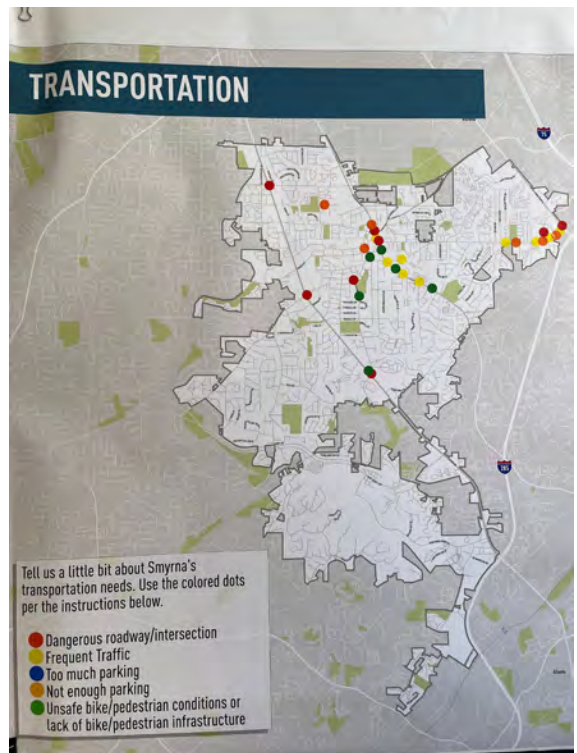 TRANSPORTATION
75
285
Tell us a little bit about Smyrna's
transportation needs. Use the colored dots
per the instructions below.
Dangerous roadway/intersection
Frequent Traffic
Too much parking
Not enough parking
Unsafe bike/pedestrian conditions or
lack of bike/pedestrian infrastructure